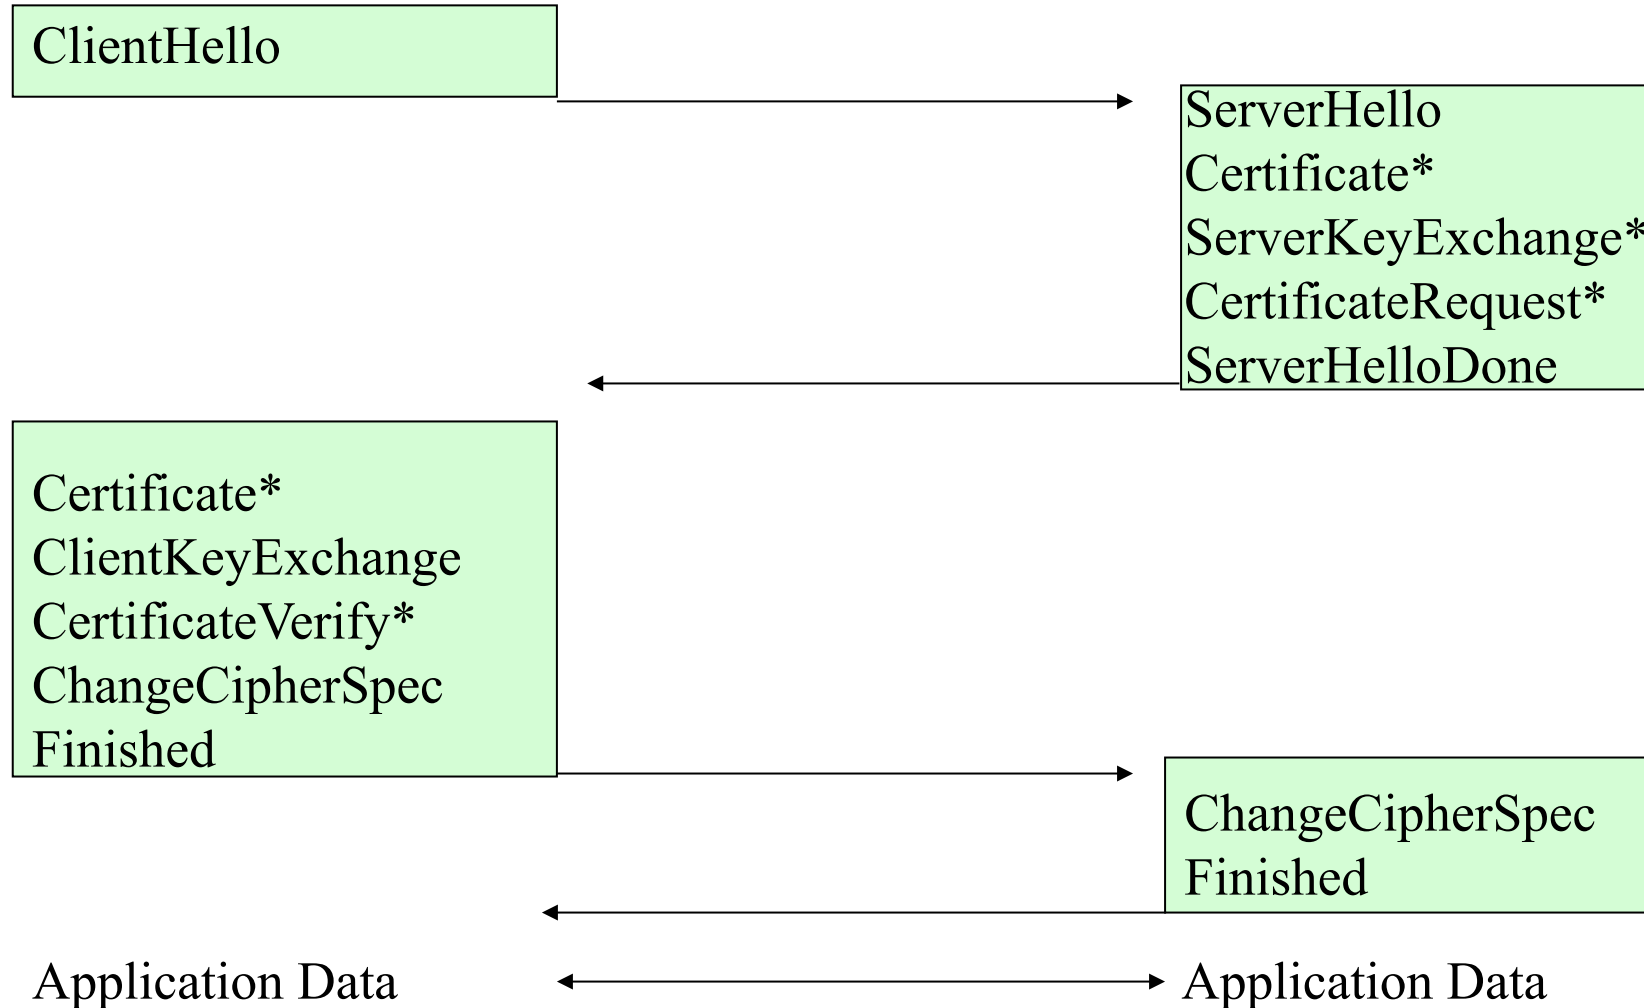 ClientHello
ServerHello
Certificate*
ServerKeyExchange*
CertificateRequest*
ServerHelloDone
Certificate*
ClientKeyExchange
CertificateVerify*
ChangeCipherSpec
Finished
ChangeCipherSpec
Finished
Application Data
Application Data